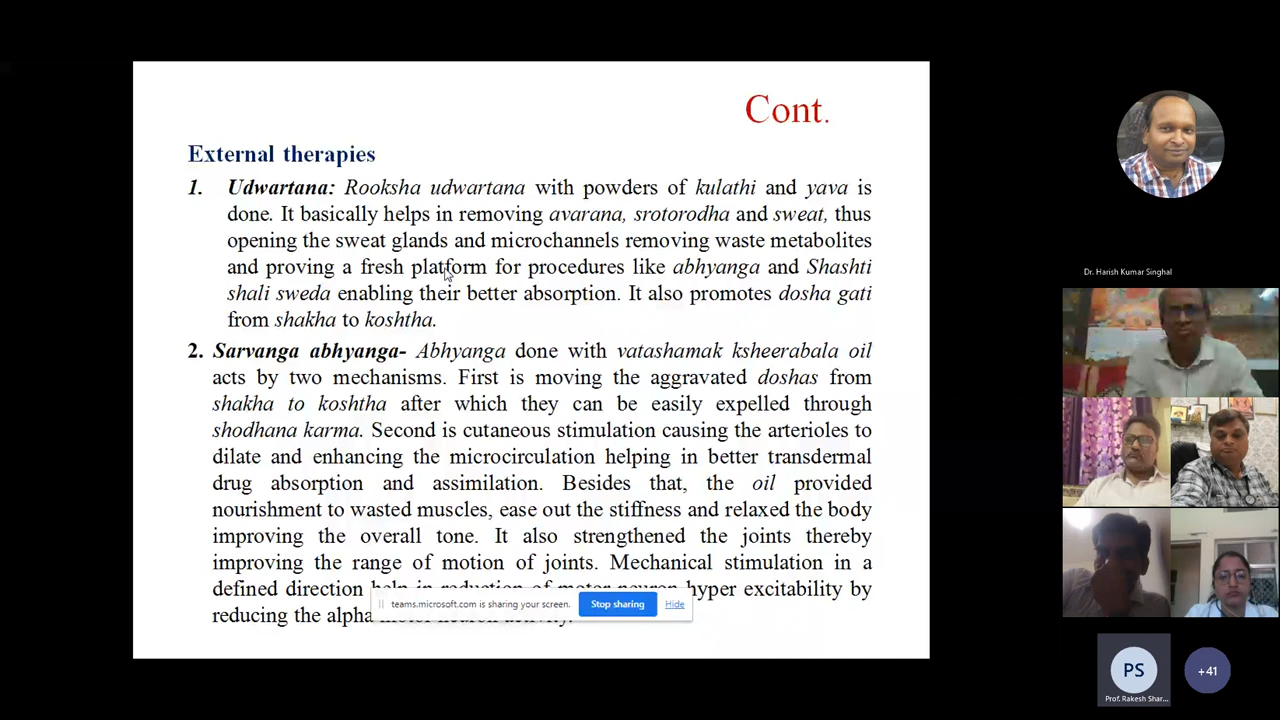 Cont.
External therapies
1. Udwartana: Rooksha udwartana with powders of kulathi and yava is
done. It basically helps in removing avarana, srotorodha and sweat, thus
opening the sweat glands and microchannels removing waste metabolites
and proving a fresh platform for procedures like abhyanga and Shashti
shali sweda enabling their better absorption. It also promotes dosha gati
from shakha to koshtha.
2. Sarvanga abhyanga- Abhyanga done with vatashamak ksheerabala oil
acts by two mechanisms. First is moving the aggravated doshas from
shakha to koshtha after which they can be easily expelled through
shodhana karma. Second is cutaneous stimulation causing the arterioles to
dilate and enhancing the microcirculation helping in better transdermal
drug absorption and assimilation. Besides that, the oil provided
nourishment to wasted muscles, ease out the stiffness and relaxed the body
improving the overall tone. It also strengthened the joints thereby
improving the range of motion of joints. Mechanical stimulation in a
defined direction help in reduction of motor neuron hyper excitability by
reducing the alpha motor neuron activity.
teams.microsoft.com is sharing your screen.
Stop sharing
Hide
Dr. Harish Kumar Singhal
PS
Prof. Rakesh Shar...
+41